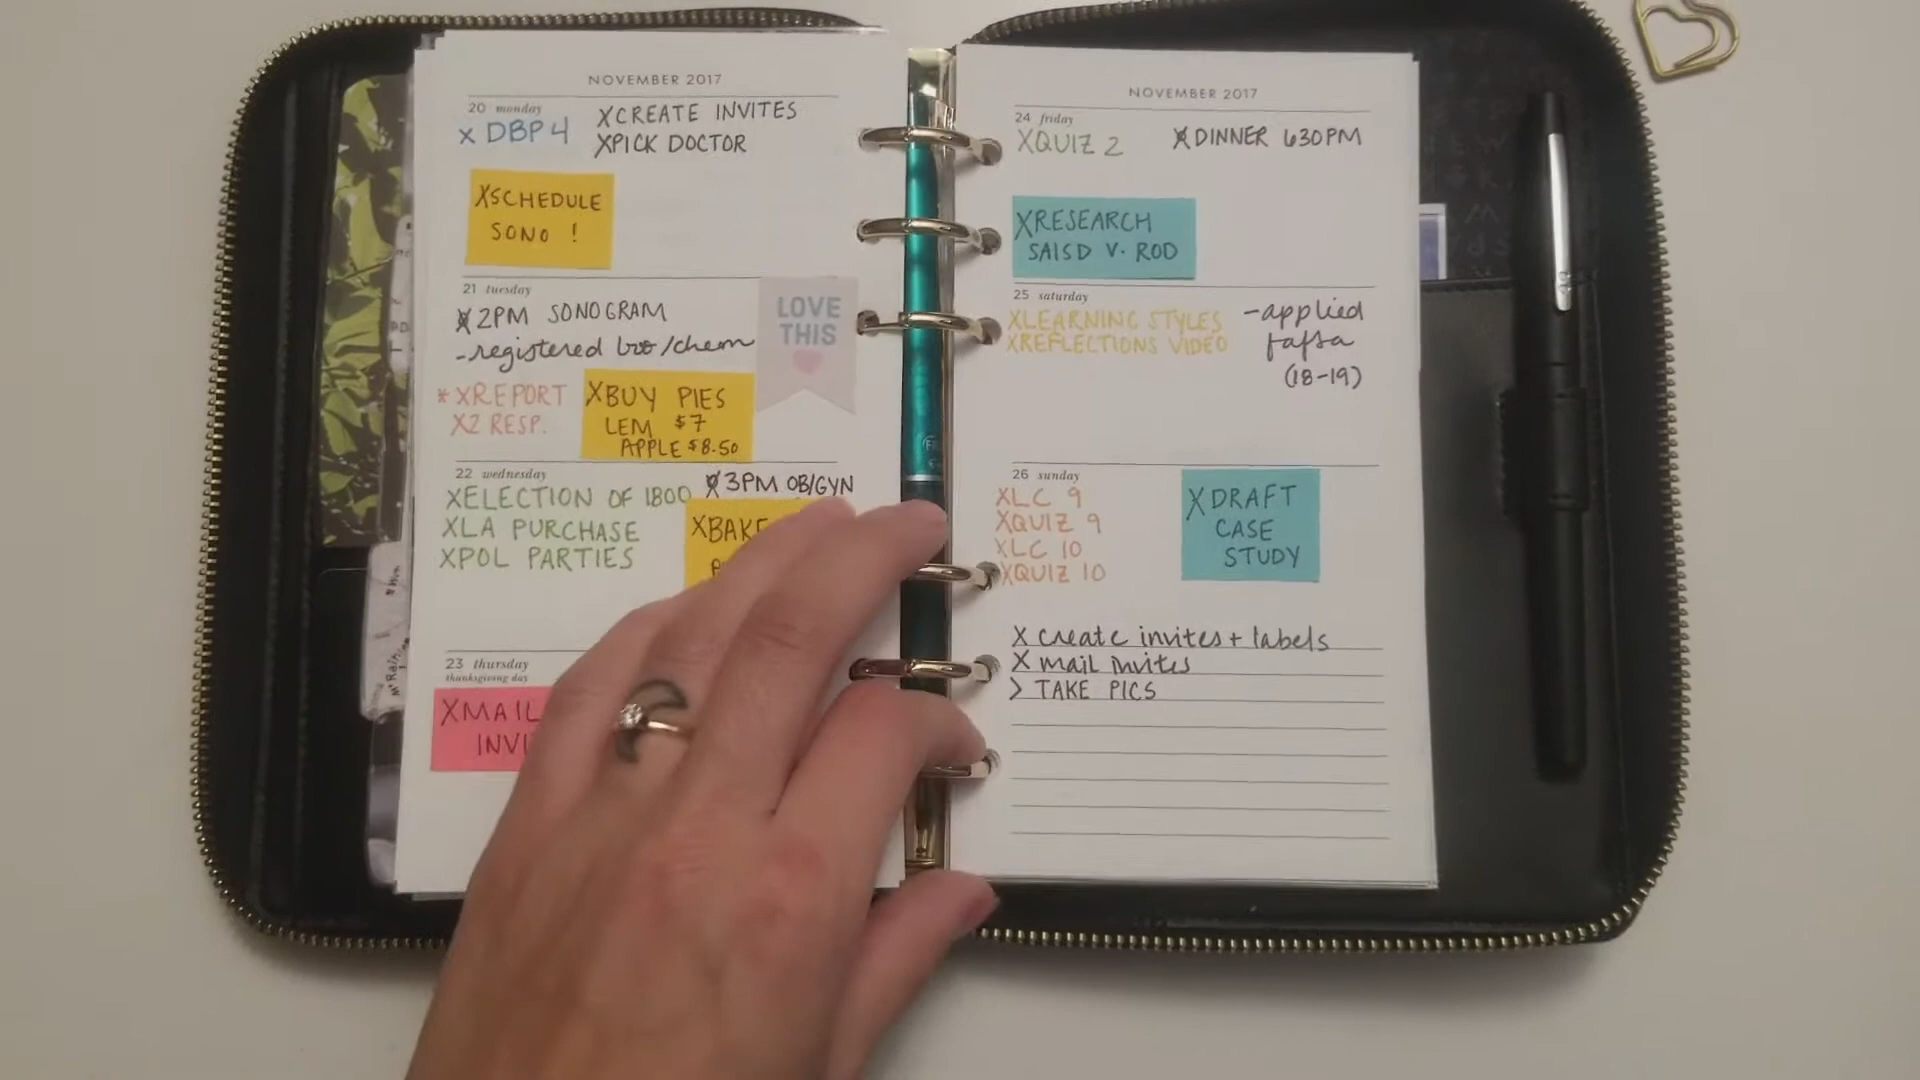 NOVEMBER 2017
20 monday
X DBP 4
XCREATE INVITES
XPICK DOCTOR
XSCHEDULE
SONO !
21 tuesday
X2PM SONOGRAM
-registered bio/chem
LOVE
THIS
* XREPORT
X2 RESP.
XBUY PIES
LEM $7
APPLE $8.50
22 wednesday
X3PM OB/GYN
XELECTION OF 1800
XLA PURCHASE
XPOL PARTIES
XBAKE
23 thursday
thanksgiving day
XMAIL
INVI
NOVEMBER 2017
24 friday
XQUIZ 2
XDINNER 630PM
XRESEARCH
SAISD V. ROD
25 saturday
XLEARNING STYLES
XREFLECTIONS VIDEO
-applied
fafsa
(18-19)
26 sunday
XLC 9
XQUIZ 9
XLC 10
XQUIZ 10
XDRAFT
CASE
STUDY
X create invites + labels
X mail invites
> TAKE PICS